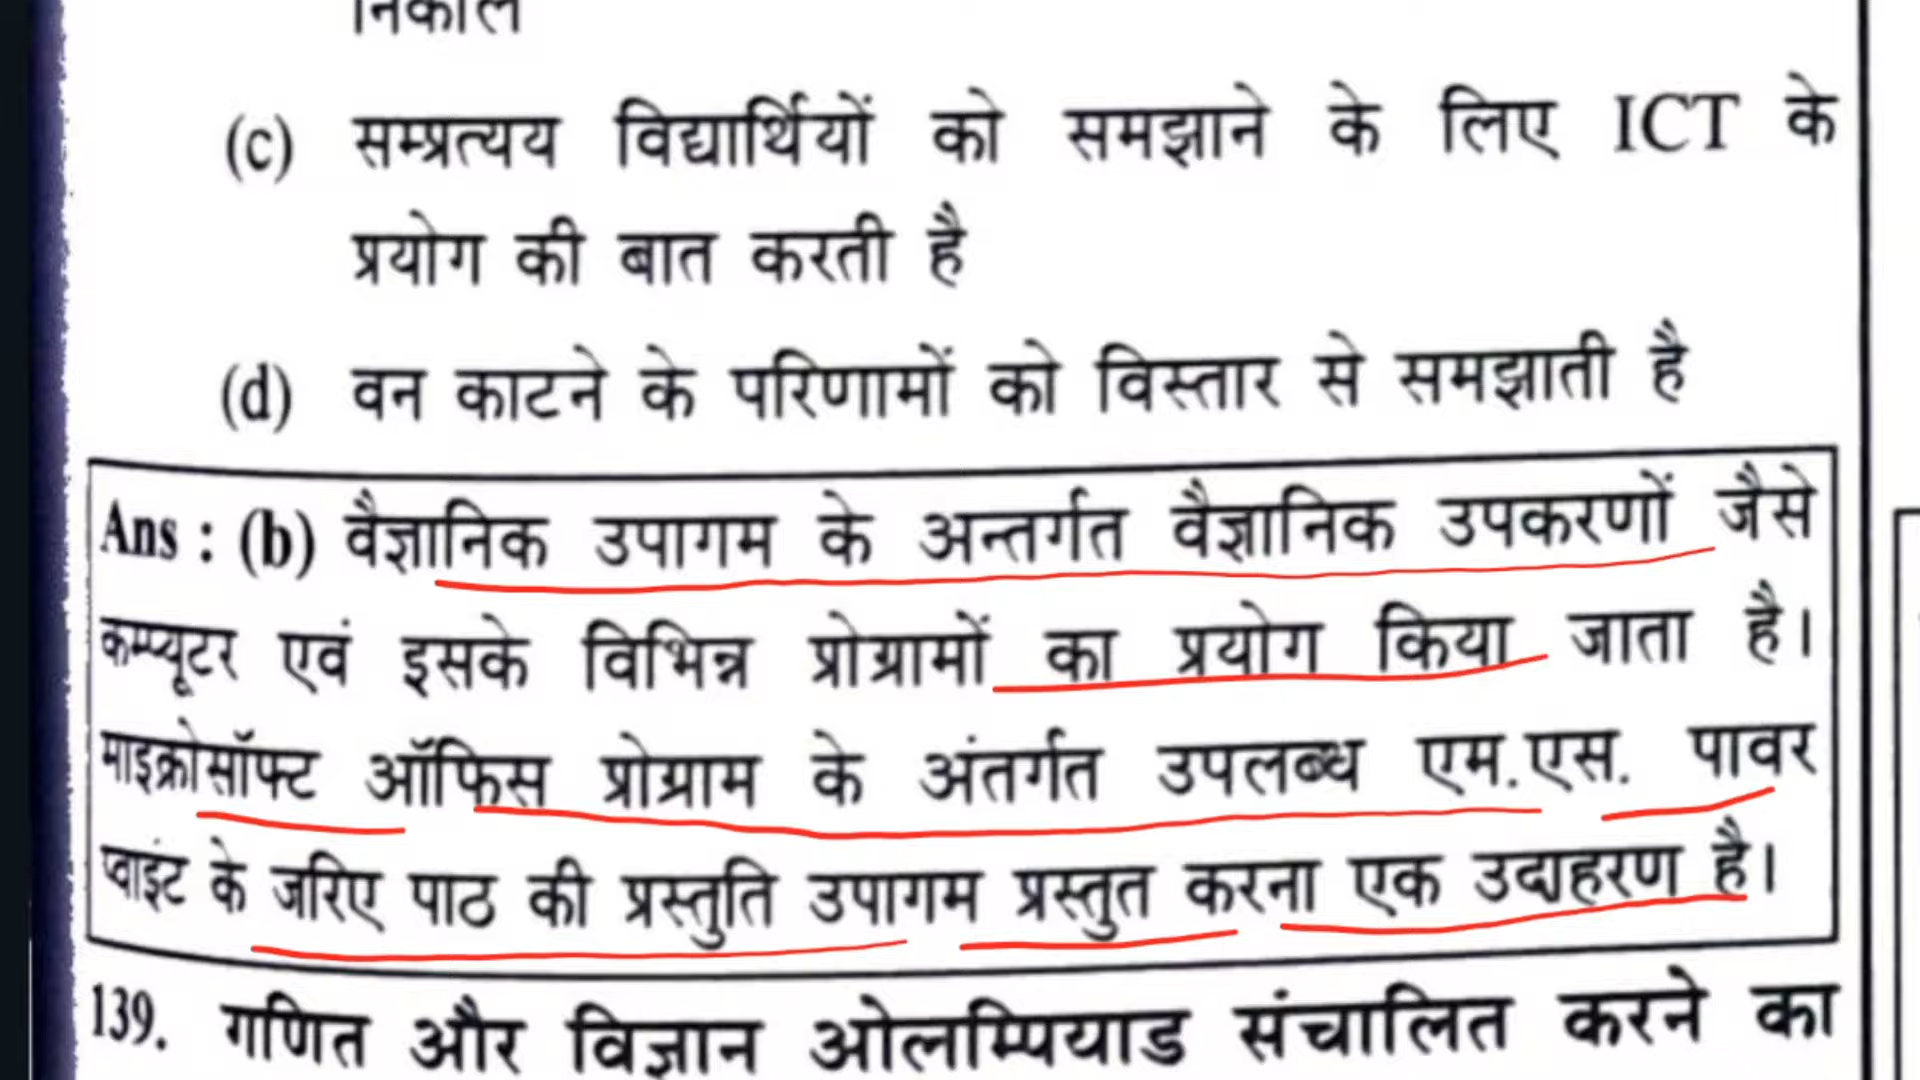 निकाल
(c) सम्प्रत्यय विद्यार्थियों को समझाने के लिए ICT के
प्रयोग की बात करती है
(d) वन काटने के परिणामों को विस्तार से समझाती है
Ans : (b) वैज्ञानिक उपागम के अन्तर्गत वैज्ञानिक उपकरणों जैसे
कम्प्यूटर एवं इसके विभिन्न प्रोग्रामों का प्रयोग किया जाता है।
माइक्रोसॉफ्ट ऑफिस प्रोग्राम के अंतर्गत उपलब्ध एम.एस. पावर
प्वाइंट के जरिए पाठ की प्रस्तुति उपागम प्रस्तुत करना एक उदाहरण है।
139. गणित और विज्ञान ओलम्पियाड संचालित करने का